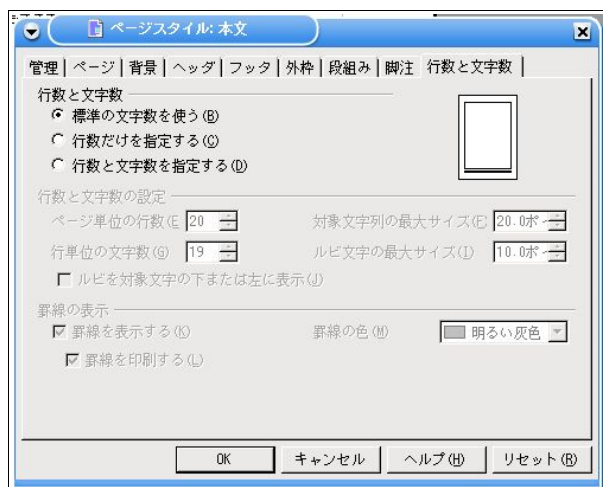 ページスタイル: 本文
管理 ページ 背景 ヘッダ フッタ 外枠 段組み 脚注 行数と文字数
行数と文字数
標準の文字数を使う(B)
行数だけを指定する(C)
行数と文字数を指定する(D)
行数と文字数の設定
ページ単位の行数(E 20 対象文字列の最大サイズ(F) 20.0ポ
行単位の文字数(G) 19 ルビ文字の最大サイズ(I) 10.0ポ
ルビを対象文字の下または左に表示(J)
罫線の表示
罫線を表示する(K) 罫線の色(M) 明るい灰色
罫線を印刷する(L)
OK キャンセル ヘルプ(H) リセット(R)